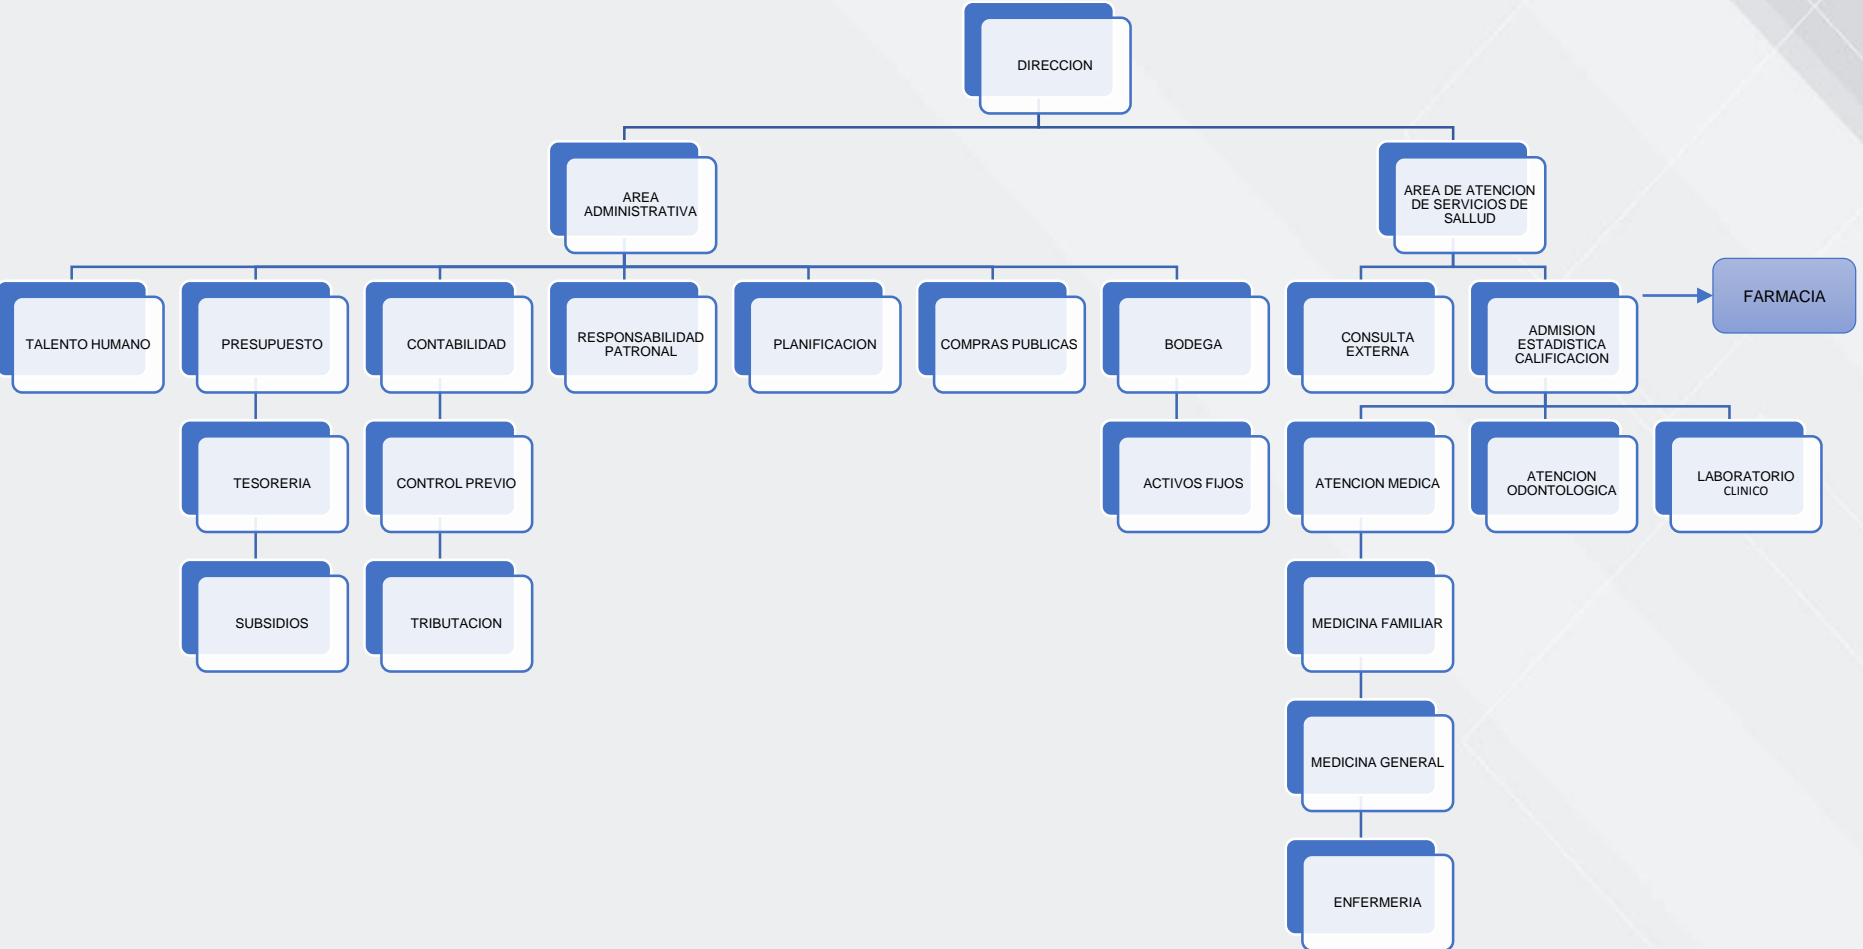 DIRECCION
AREA
ADMINISTRATIVA
AREA DE ATENCION
DE SERVICIOS DE
SALLUD
FARMACIA
TALENTO HUMANO
PRESUPUESTO
CONTABILIDAD
RESPONSABILIDAD
PATRONAL
PLANIFICACION
COMPRAS PUBLICAS
BODEGA
CONSULTA
EXTERNA
ADMISION
ESTADISTICA
CALIFICACION
TESORERIA
CONTROL PREVIO
ACTIVOS FIJOS
ATENCION MEDICA
ATENCION
ODONTOLOGICA
LABORATORIO
CLINICO
SUBSIDIOS
TRIBUTACION
MEDICINA FAMILIAR
MEDICINA GENERAL
ENFERMERIA